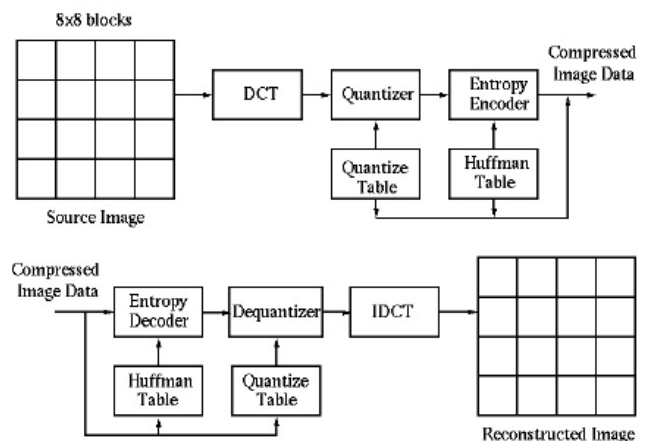 8x8 blocks
DCT
Quantizer
Entropy
Encoder
Compressed
Image Data
Quantize
Table
Huffman
Table
Source Image
Compressed
Image Data
Entropy
Decoder
Dequantizer
IDCT
Huffman
Table
Quantize
Table
Reconstructed Image